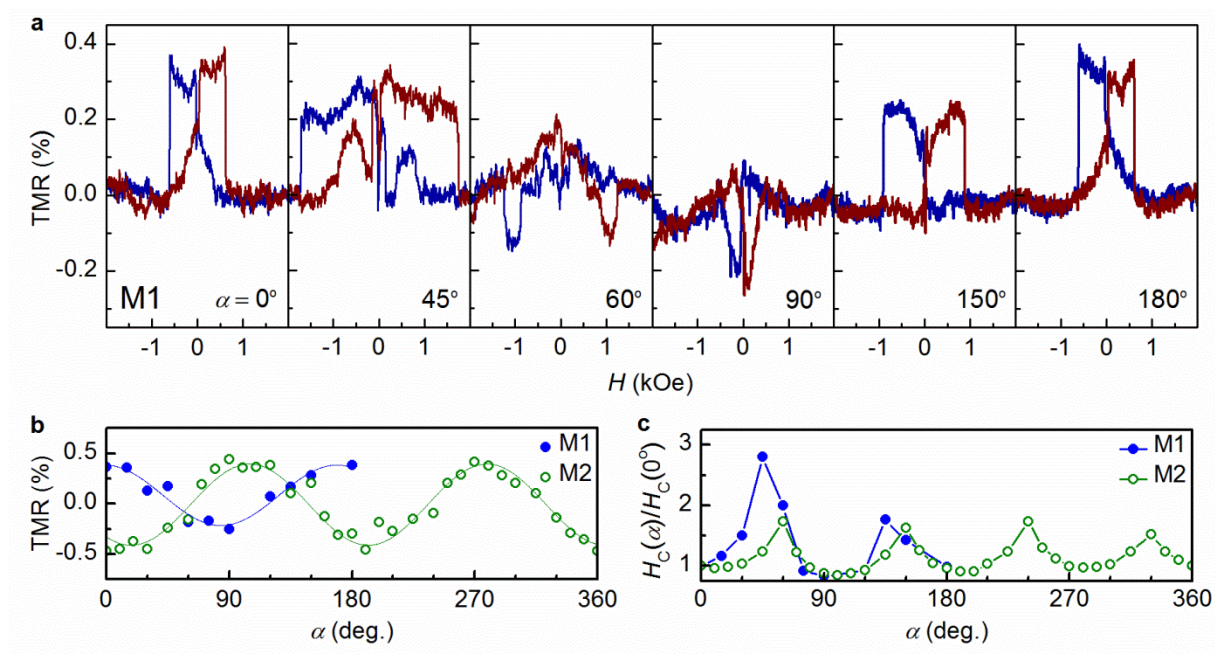 a
TMR (%)
0.4
0.2
0.0
-0.2
M1
α = 0°
45°
60°
90°
150°
180°
-1 0 1 -1 0 1 -1 0 1 -1 0 1 -1 0 1 -1 0 1
H (kOe)
b
TMR (%)
0.5
0.0
-0.5
M1
M2
0 90 180 270 360
α (deg.)
c
H_C(α)/H_C(0°)
3
2
1
M1
M2
0 90 180 270 360
α (deg.)